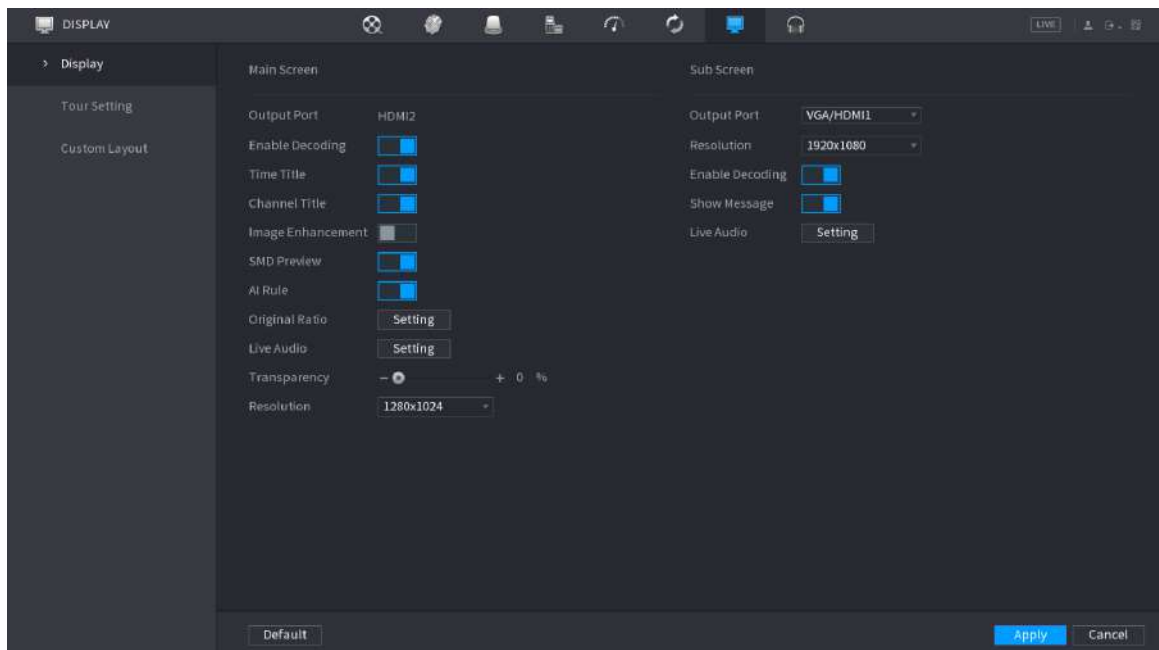 DISPLAY
LIVE
Display
Tour Setting
Custom Layout
Main Screen
Output Port HDMI2
Enable Decoding
Time Title
Channel Title
Image Enhancement
SMD Preview
AI Rule
Original Ratio Setting
Live Audio Setting
Transparency − + 0 %
Resolution 1280x1024
Sub Screen
Output Port VGA/HDMI1
Resolution 1920x1080
Enable Decoding
Show Message
Live Audio Setting
Default
Apply Cancel